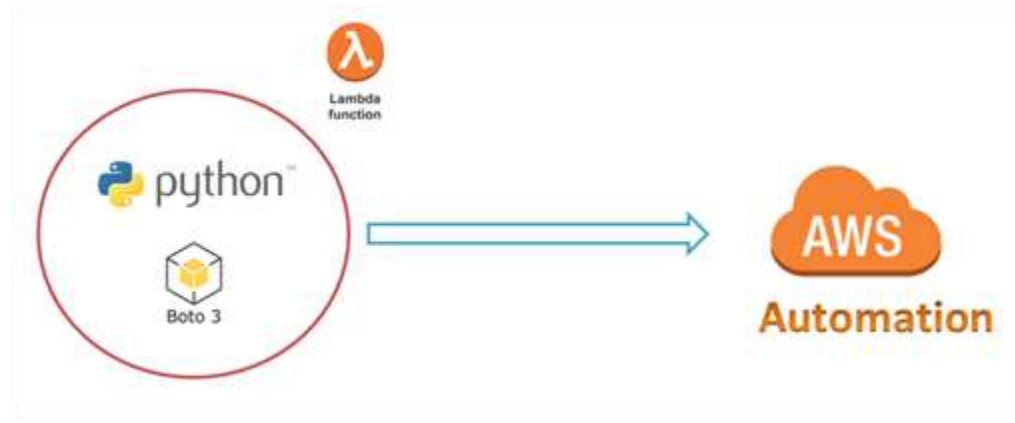 λ
Lambda
function
python™
Boto 3
AWS
Automation